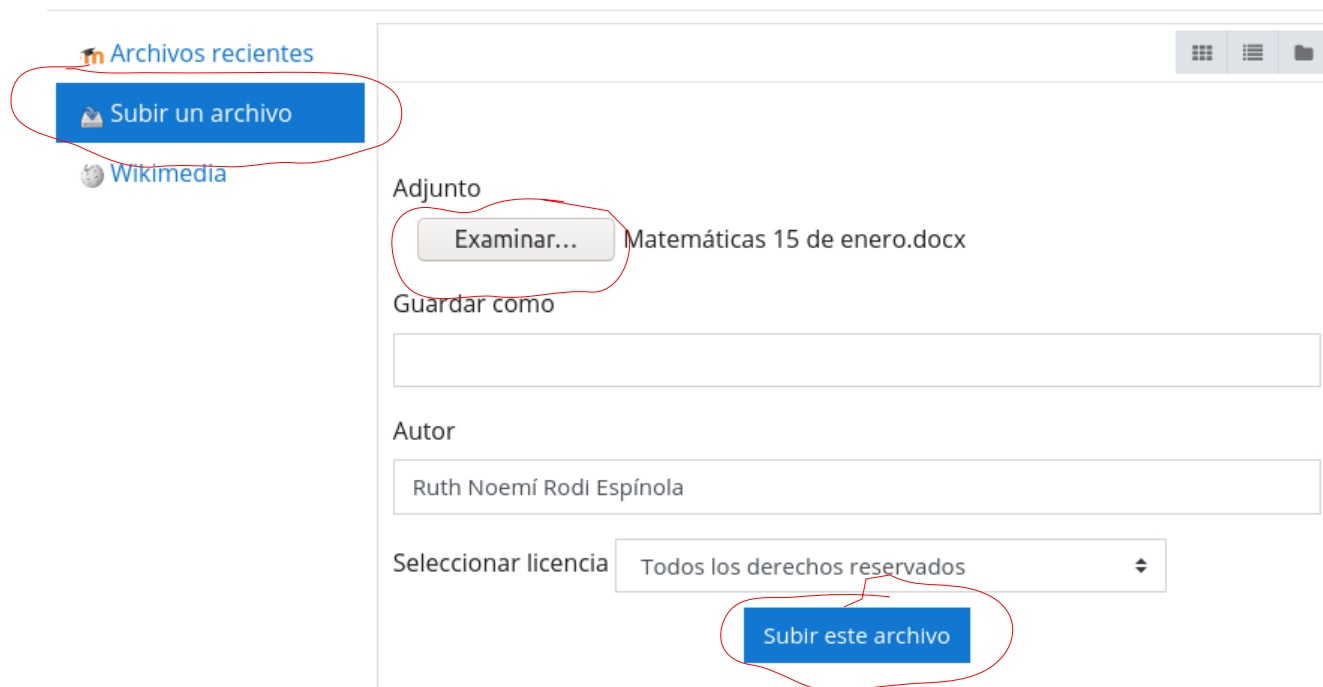 Archivos recientes
Subir un archivo
Wikimedia
Adjunto
Examinar... Matemáticas 15 de enero.docx
Guardar como
Autor
Ruth Noemí Rodi Espínola
Seleccionar licencia Todos los derechos reservados
Subir este archivo